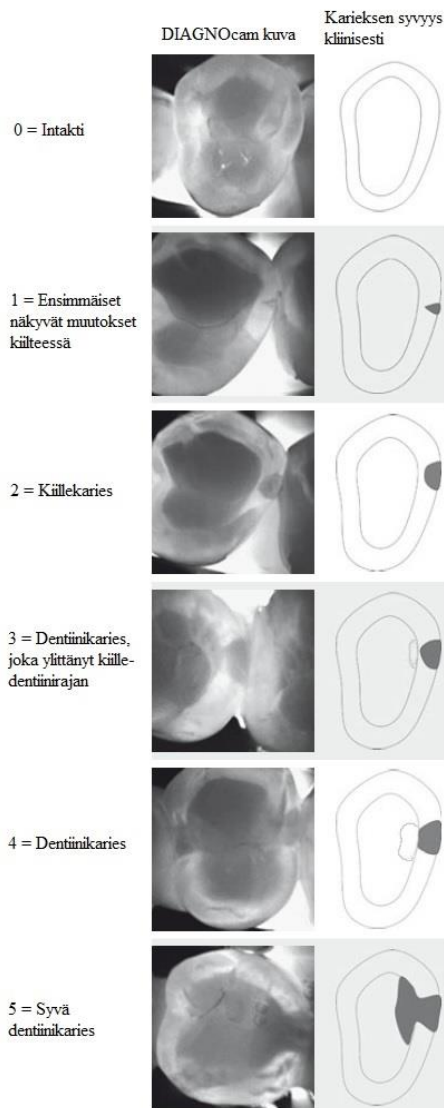 DIAGNOcam kuva
Karieksen syvyys
kliinisesti
0 = Intakti
1 = Ensimmäiset
näkyvät muutokset
kiilteessä
2 = Kiillekaries
3 = Dentiinikaries,
joka ylittänyt kiille-
dentiinirajan
4 = Dentiinikaries
5 = Syvä
dentiinikaries